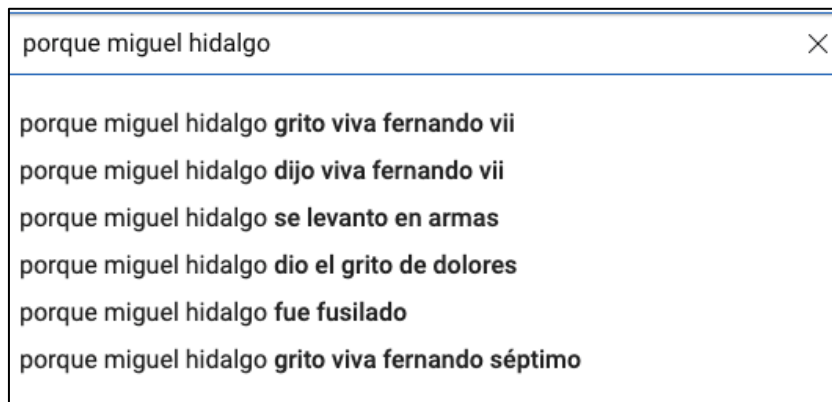 porque miguel hidalgo
porque miguel hidalgo grito viva fernando vii
porque miguel hidalgo dijo viva fernando vii
porque miguel hidalgo se levanto en armas
porque miguel hidalgo dio el grito de dolores
porque miguel hidalgo fue fusilado
porque miguel hidalgo grito viva fernando séptimo